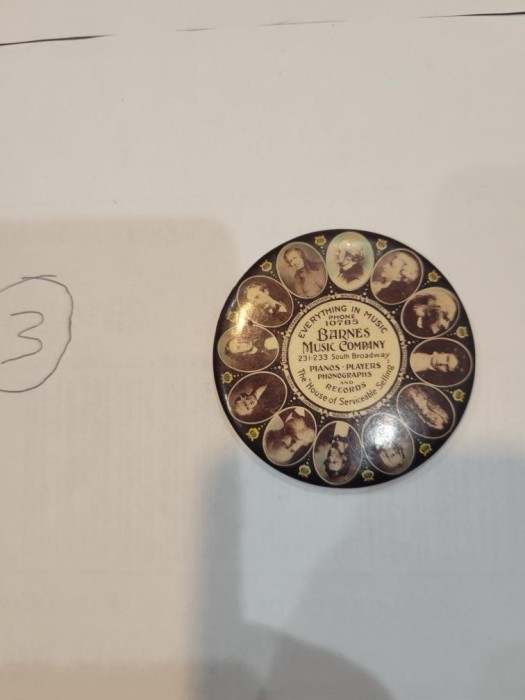 3
EVERYTHING IN MUSIC
PHONE
10785
BARNES
MUSIC COMPANY
231-233 South Broadway
PIANOS - PLAYERS
PHONOGRAPHS
AND
RECORDS
The "House of Serviceable Selling"